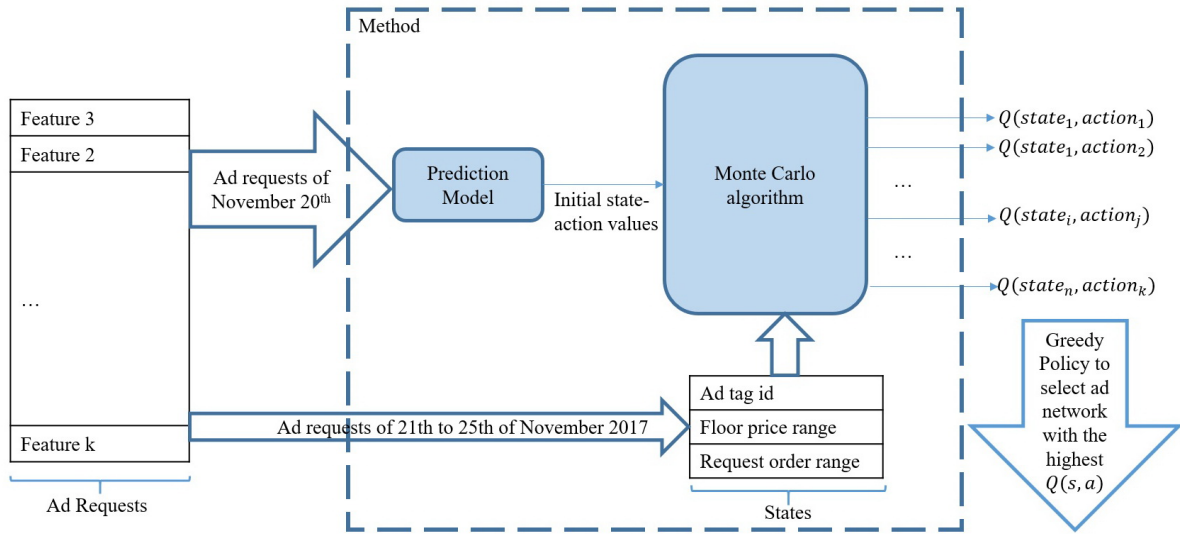 Method
Feature 3
Feature 2
...
Feature k
Ad Requests
Ad requests of
November 20th
Prediction
Model
Initial state-
action values
Monte Carlo
algorithm
Ad requests of 21th to 25th of November 2017
Ad tag id
Floor price range
Request order range
States
Q(state₁, action₁)
Q(state₁, action₂)
...
Q(stateᵢ, actionⱼ)
...
Q(stateₙ, actionₖ)
Greedy
Policy to
select ad
network
with the
highest
Q(s, a)